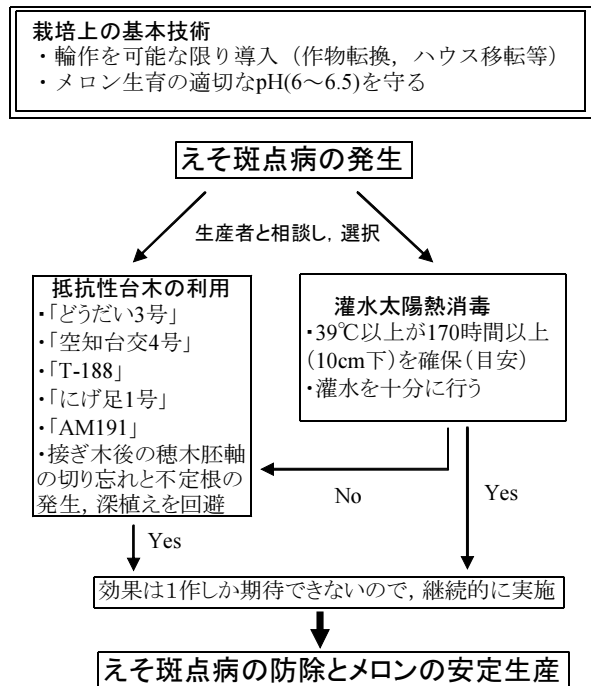 栽培上の基本技術
・輪作を可能な限り導入（作物転換，ハウス移転等）
・メロン生育の適切なpH(6～6.5)を守る
えそ斑点病の発生
生産者と相談し，選択
抵抗性台木の利用
・「どうだい3号」
・「空知台交4号」
・「T-188」
・「にげ足1号」
・「AM191」
・接ぎ木後の穂木胚軸
の切り忘れと不定根の
発生，深植えを回避
灌水太陽熱消毒
・39℃以上が170時間以上
(10cm下)を確保（目安）
・灌水を十分に行う
No
Yes
Yes
効果は1作しか期待できないので，継続的に実施
えそ斑点病の防除とメロンの安定生産